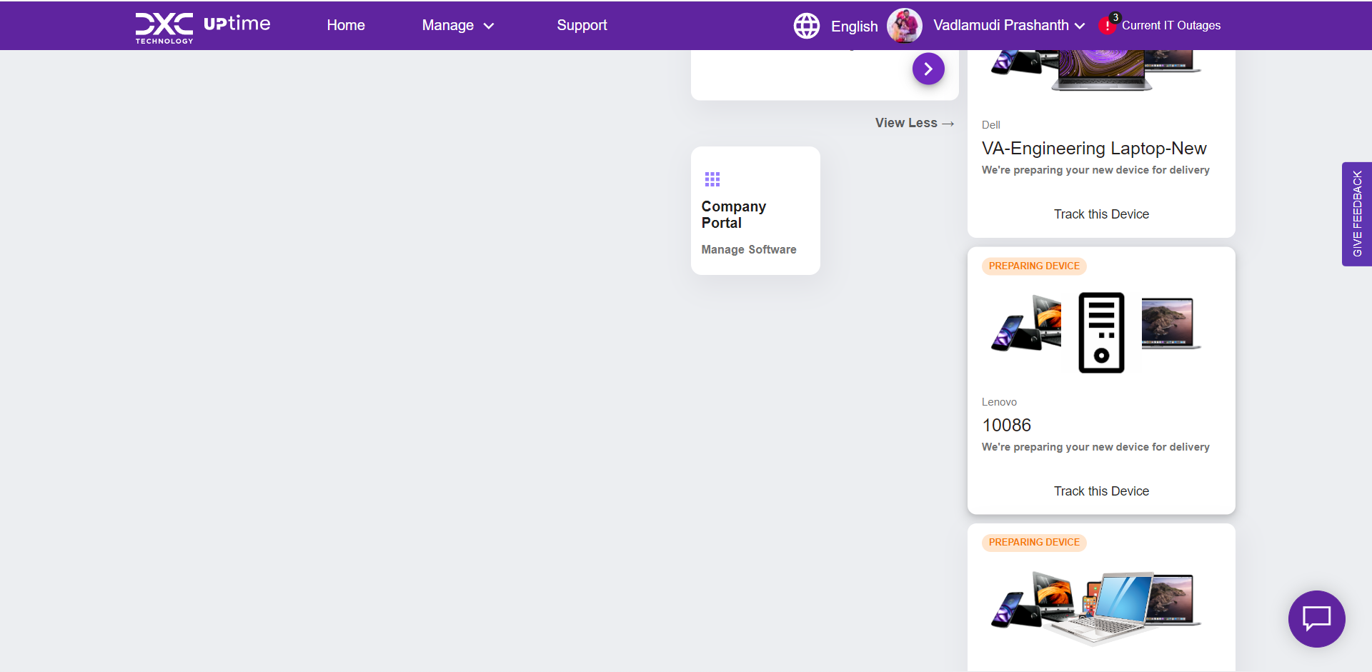 DXC
TECHNOLOGY
UPtime
Home
Manage
Support
English
Vadlamudi Prashanth
3
!
Current IT Outages
View Less →
Company
Portal
Manage Software
Dell
VA-Engineering Laptop-New
We're preparing your new device for delivery
Track this Device
PREPARING DEVICE
Lenovo
10086
We're preparing your new device for delivery
Track this Device
PREPARING DEVICE
GIVE FEEDBACK